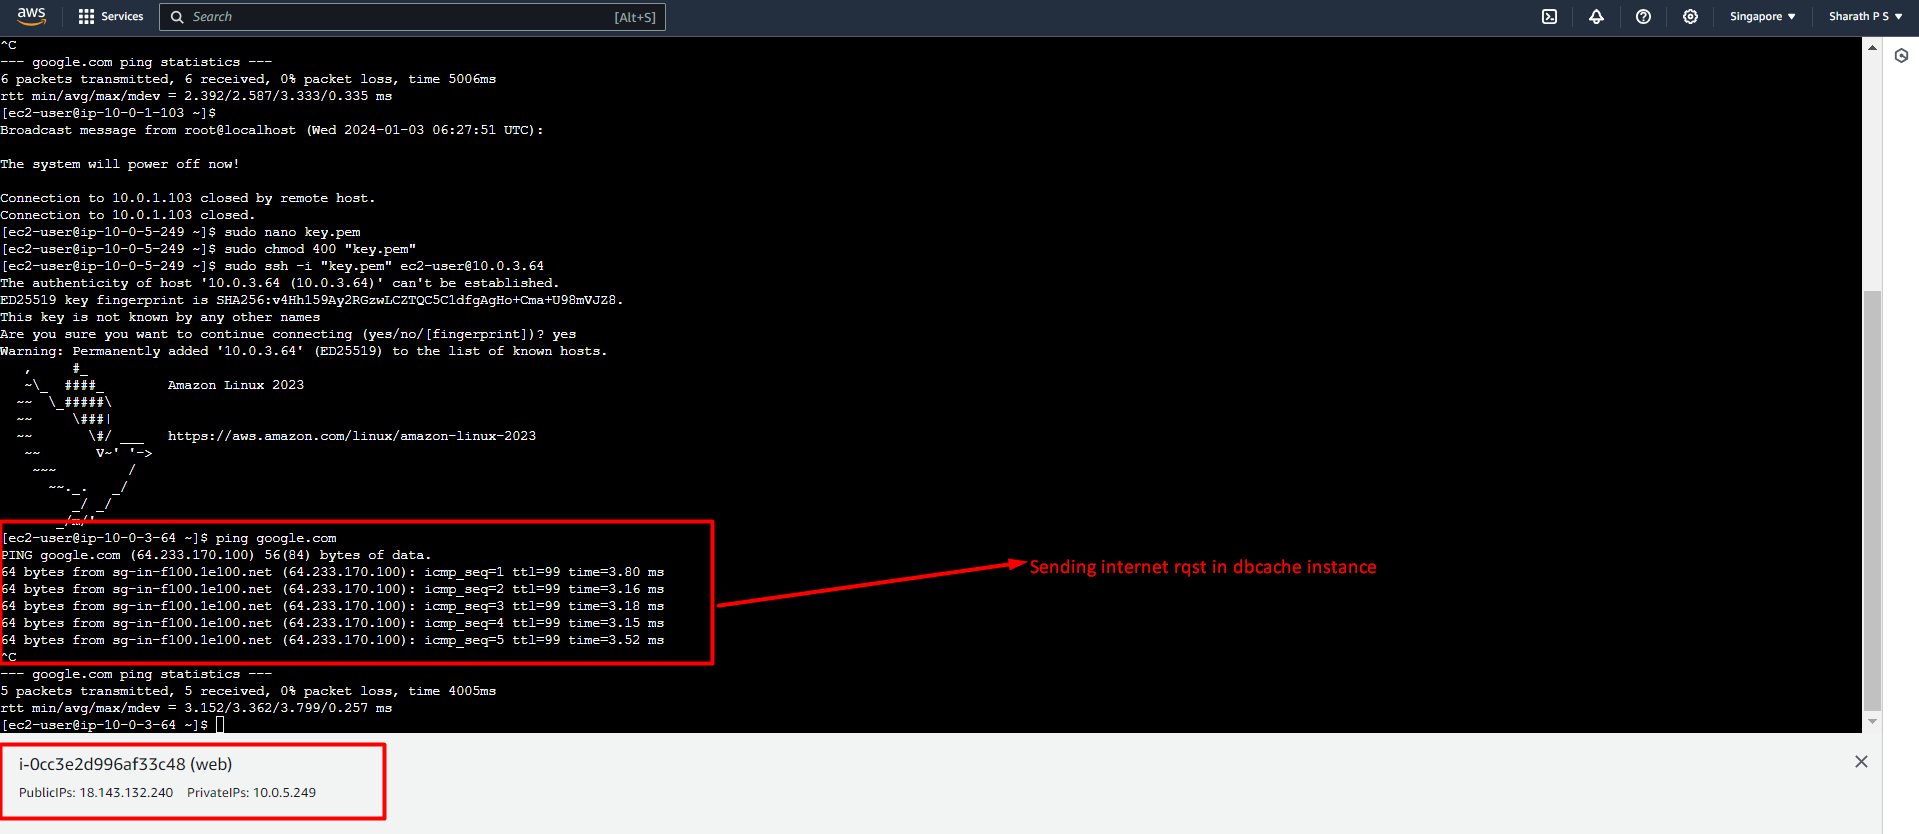 aws Services Search [Alt+S] Singapore Sharath P S
^C
--- google.com ping statistics ---
6 packets transmitted, 6 received, 0% packet loss, time 5006ms
rtt min/avg/max/mdev = 2.392/2.587/3.333/0.335 ms
[ec2-user@ip-10-0-1-103 ~]$
Broadcast message from root@localhost (Wed 2024-01-03 06:27:51 UTC):
The system will power off now!
Connection to 10.0.1.103 closed by remote host.
Connection to 10.0.1.103 closed.
[ec2-user@ip-10-0-5-249 ~]$ sudo nano key.pem
[ec2-user@ip-10-0-5-249 ~]$ sudo chmod 400 "key.pem"
[ec2-user@ip-10-0-5-249 ~]$ sudo ssh -i "key.pem" ec2-user@10.0.3.64
The authenticity of host '10.0.3.64 (10.0.3.64)' can't be established.
ED25519 key fingerprint is SHA256:v4Hh159Ay2RGzwLCZTQC5C1dfgAgHo+Cma+U98mVJZ8.
This key is not known by any other names
Are you sure you want to continue connecting (yes/no/[fingerprint])? yes
Warning: Permanently added '10.0.3.64' (ED25519) to the list of known hosts.
   ,     #_
   ~\_  ####_        Amazon Linux 2023
  ~~  \_#####\
  ~~     \###|
  ~~       \#/ ___   https://aws.amazon.com/linux/amazon-linux-2023
   ~~       V~' '->
    ~~~         /
      ~~._.   _/
         _/ _/
       _/m/'
[ec2-user@ip-10-0-3-64 ~]$ ping google.com
PING google.com (64.233.170.100) 56(84) bytes of data.
64 bytes from sg-in-f100.1e100.net (64.233.170.100): icmp_seq=1 ttl=99 time=3.80 ms
Sending internet rqst in dbcache instance
64 bytes from sg-in-f100.1e100.net (64.233.170.100): icmp_seq=2 ttl=99 time=3.16 ms
64 bytes from sg-in-f100.1e100.net (64.233.170.100): icmp_seq=3 ttl=99 time=3.18 ms
64 bytes from sg-in-f100.1e100.net (64.233.170.100): icmp_seq=4 ttl=99 time=3.15 ms
64 bytes from sg-in-f100.1e100.net (64.233.170.100): icmp_seq=5 ttl=99 time=3.52 ms
^C
--- google.com ping statistics ---
5 packets transmitted, 5 received, 0% packet loss, time 4005ms
rtt min/avg/max/mdev = 3.152/3.362/3.799/0.257 ms
[ec2-user@ip-10-0-3-64 ~]$
i-0cc3e2d996af33c48 (web)
PublicIPs: 18.143.132.240 PrivateIPs: 10.0.5.249